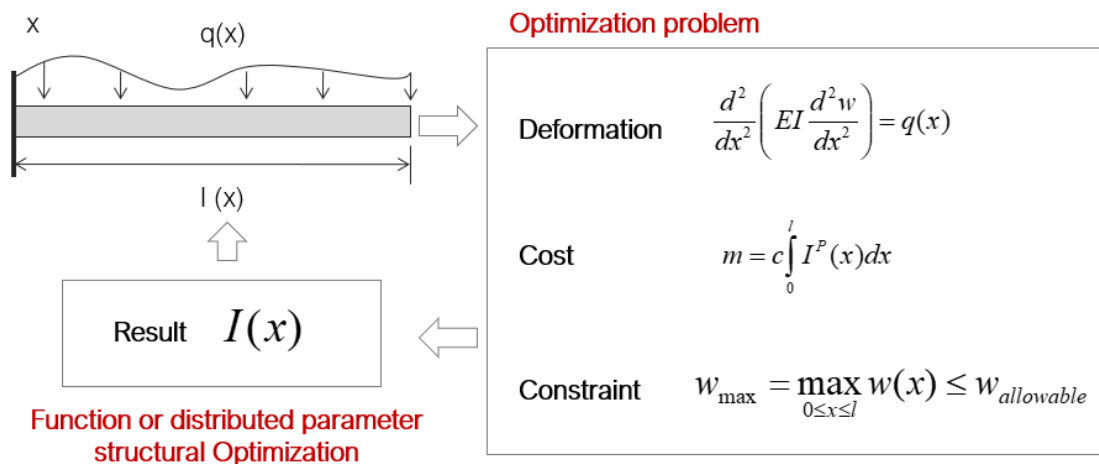 x
q(x)
l (x)
Optimization problem
Deformation d²/dx² (EI d²w/dx²) = q(x)
Cost m = c∫₀ˡ Iᴾ(x)dx
Constraint w_max = max_{0≤x≤l} w(x) ≤ w_allowable
Result I(x)
Function or distributed parameter
structural Optimization